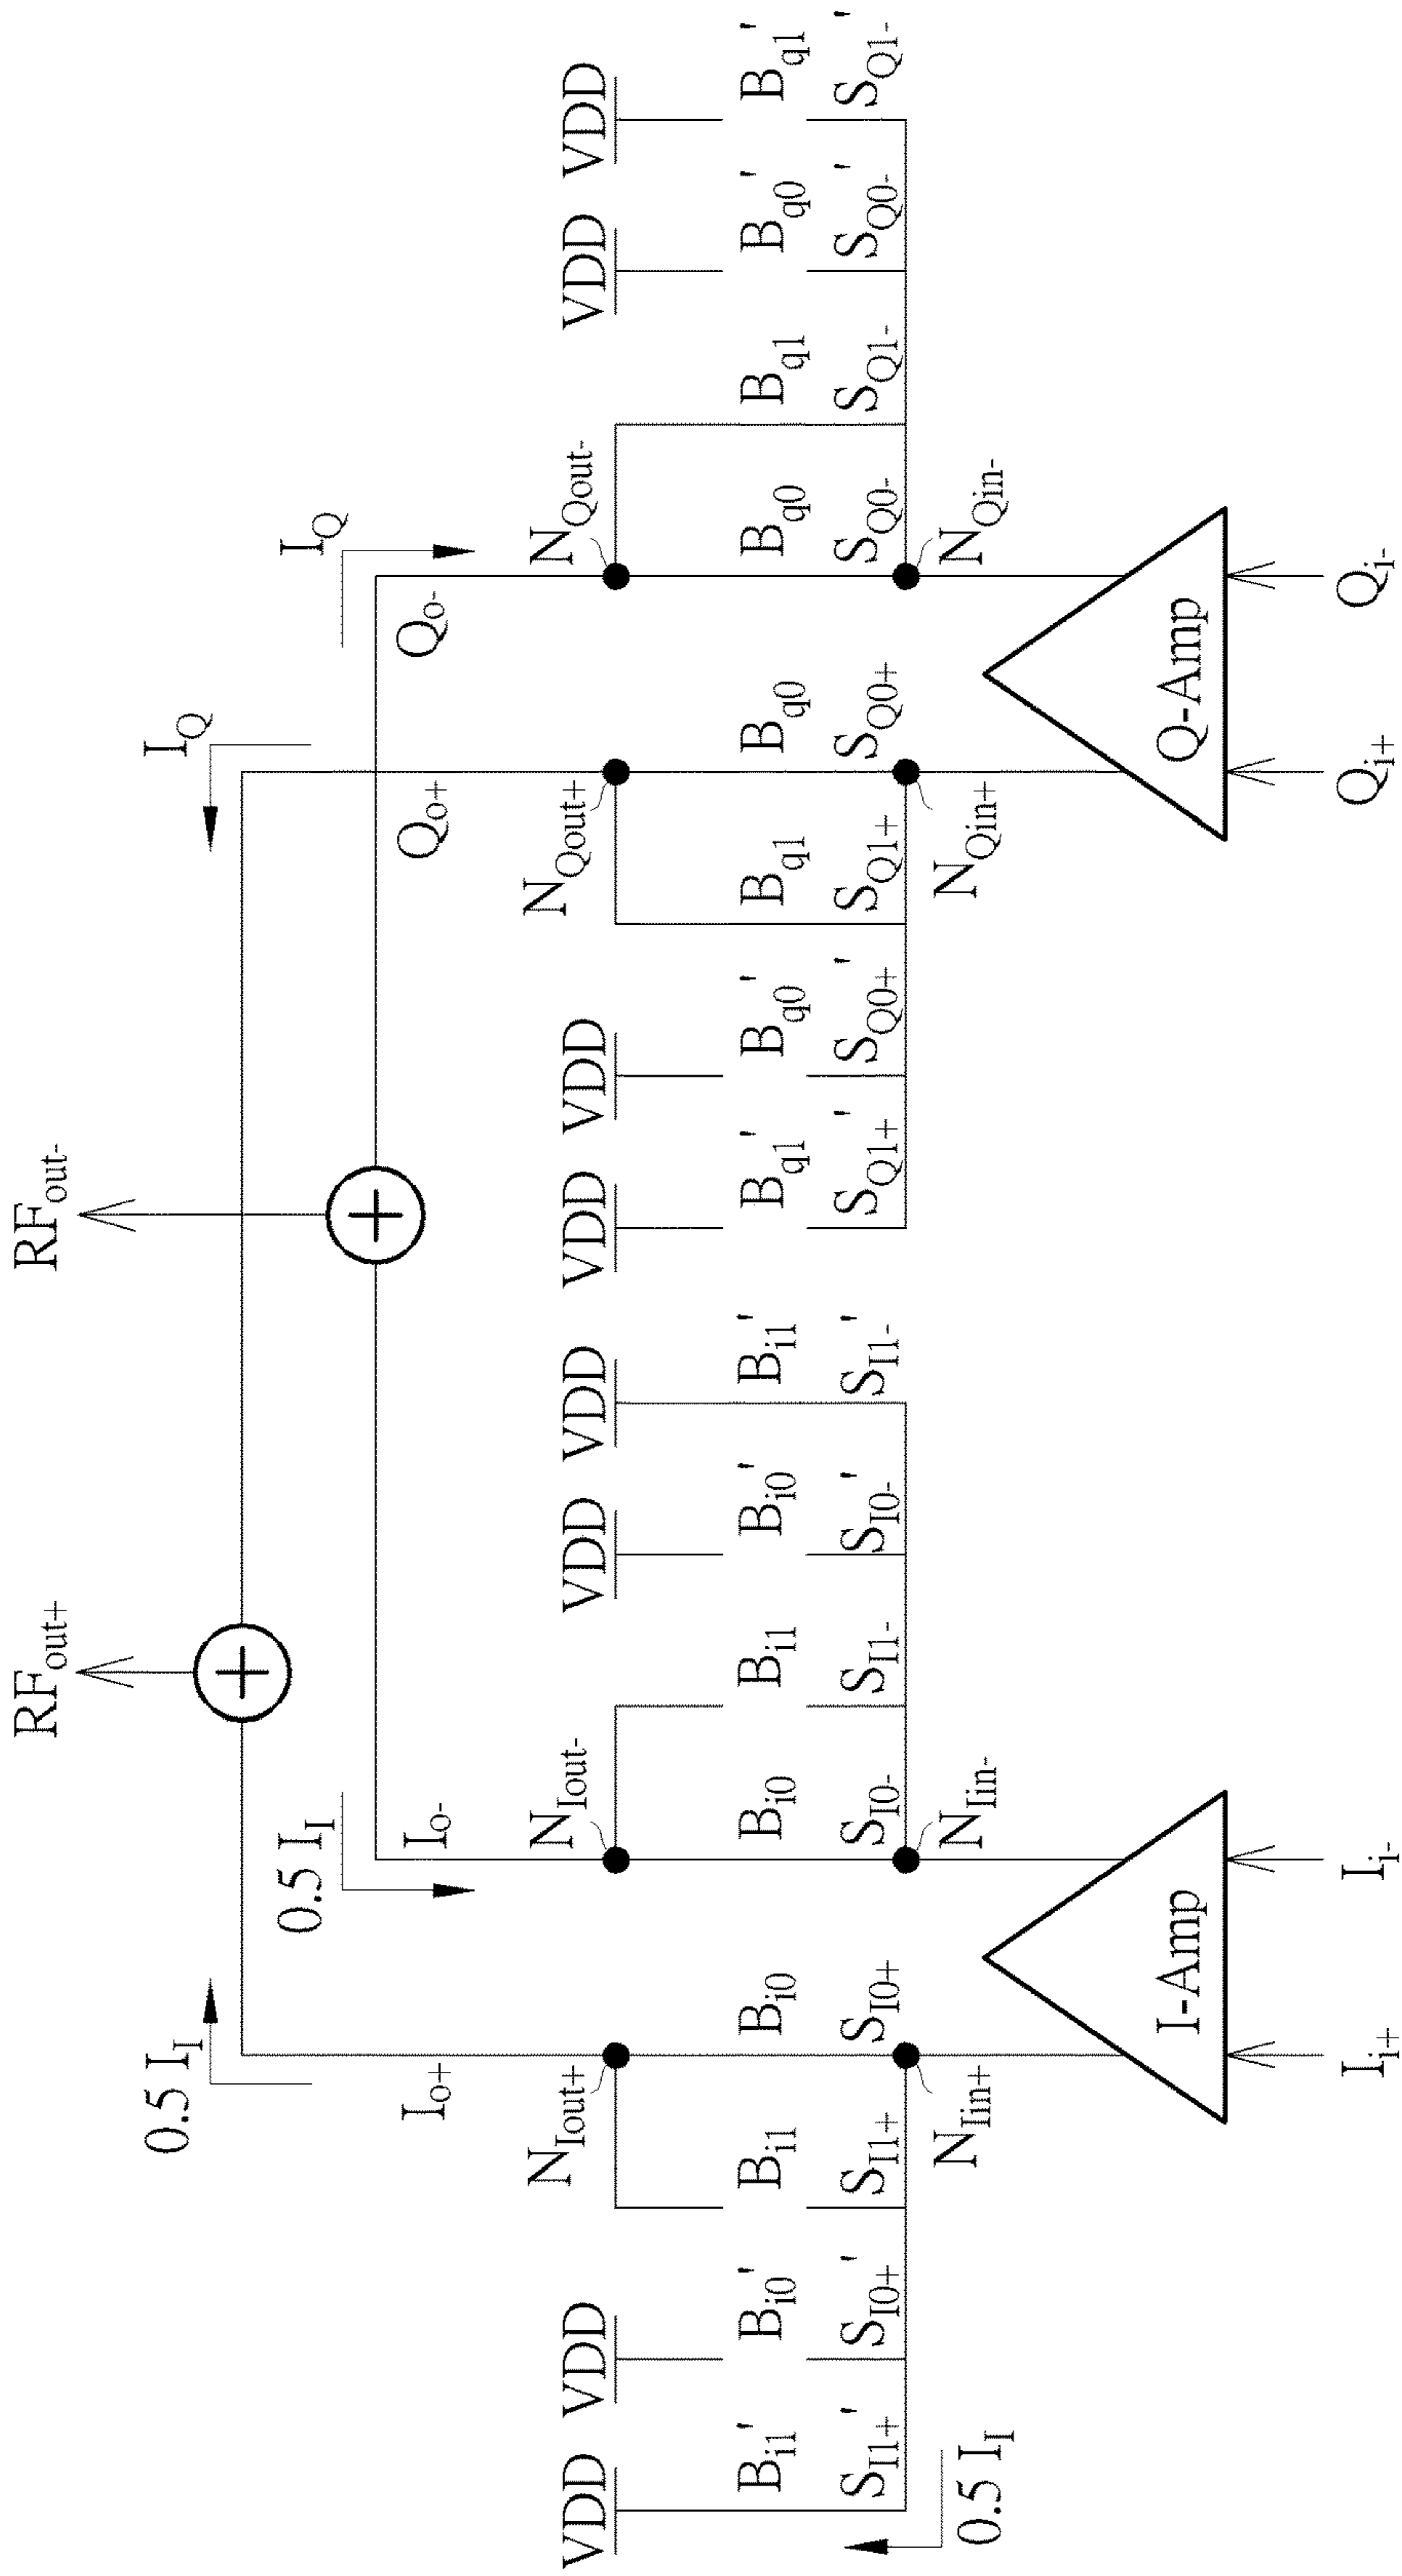 RFout+
RFout-
0.5 II
IQ
0.5 II
IQ
Io+
Io-
Qo+
Qo-
VDD
VDD
NIout+
NIout-
VDD
VDD
VDD
VDD
NQout+
NQout-
VDD
VDD
Bi1'
Bi0'
Bi1
Bi0
Bi0
Bi1
Bi0'
Bi1'
Bq1'
Bq0'
Bq1
Bq0
Bq0
Bq1
Bq0'
Bq1'
SI1+'
SI0+'
SI1+
SI0+
SI0-
SI1-
SI0-'
SI1-'
SQ1+'
SQ0+'
SQ1+
SQ0+
SQ0-
SQ1-
SQ0-'
SQ1-'
0.5 II
NIin+
NIin-
NQin+
NQin-
I-Amp
Q-Amp
Ii+
Ii-
Qi+
Qi-